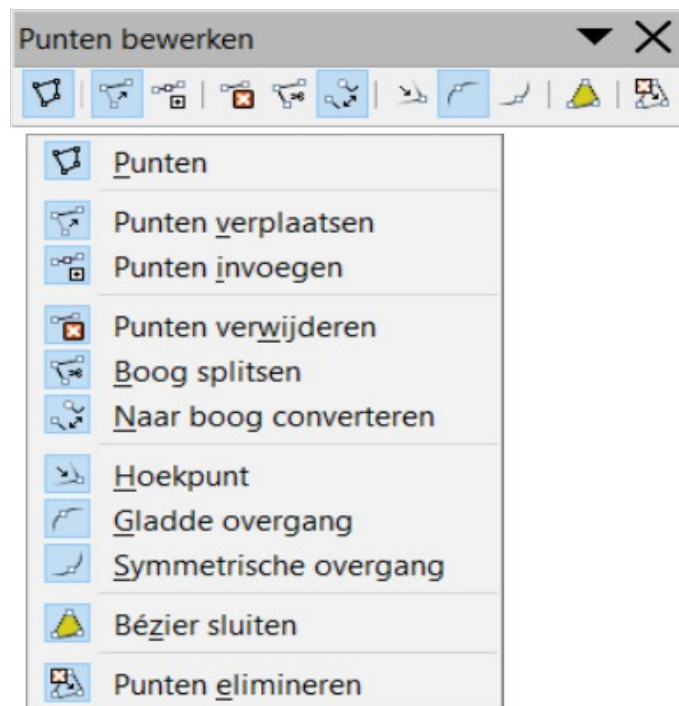 Punten bewerken
Punten
Punten verplaatsen
Punten invoegen
Punten verwijderen
Boog splitsen
Naar boog converteren
Hoekpunt
Gladde overgang
Symmetrische overgang
Bézier sluiten
Punten elimineren